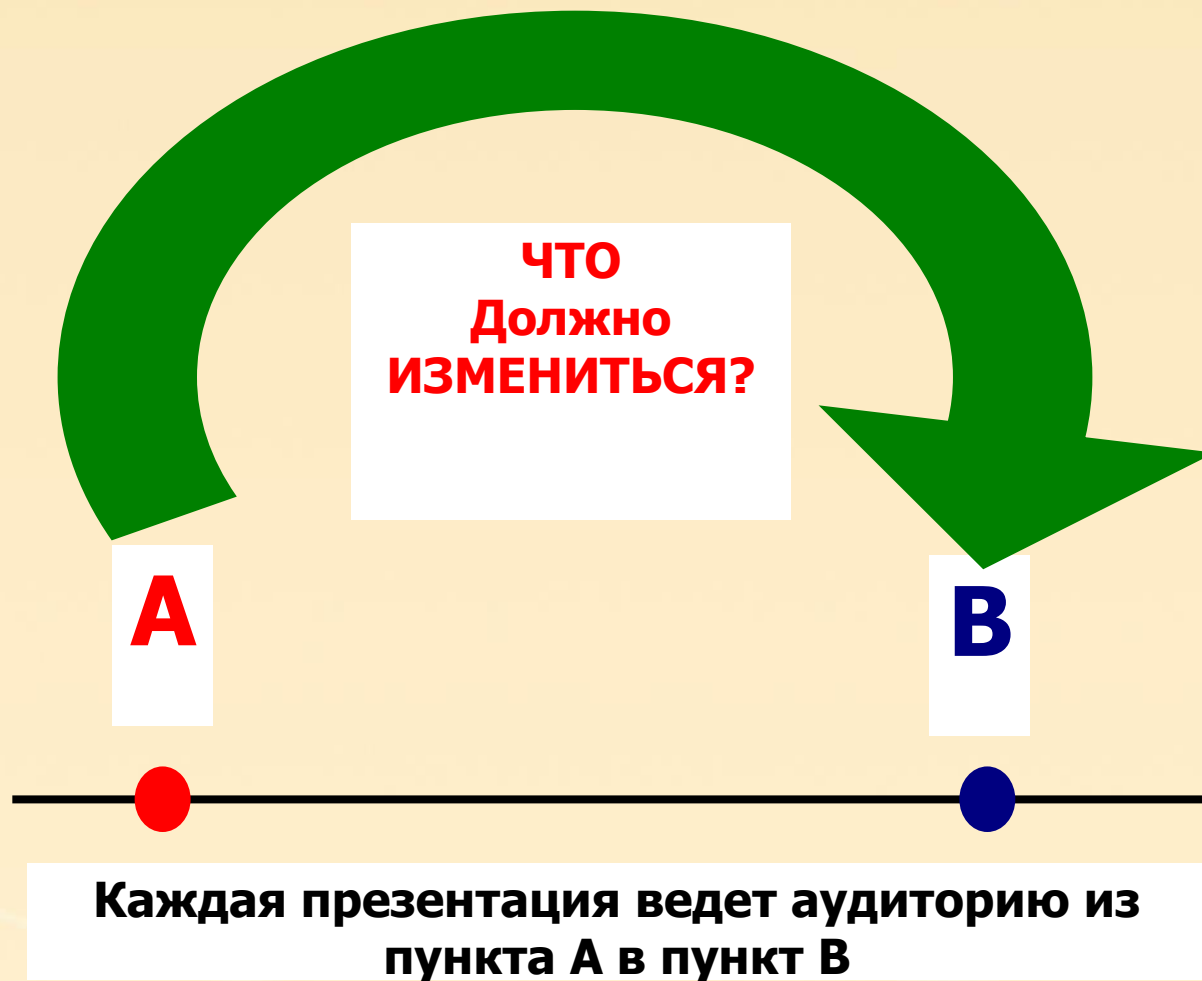 ЧТО
Должно
ИЗМЕНИТЬСЯ?
А
В
Каждая презентация ведет аудиторию из
пункта А в пункт В